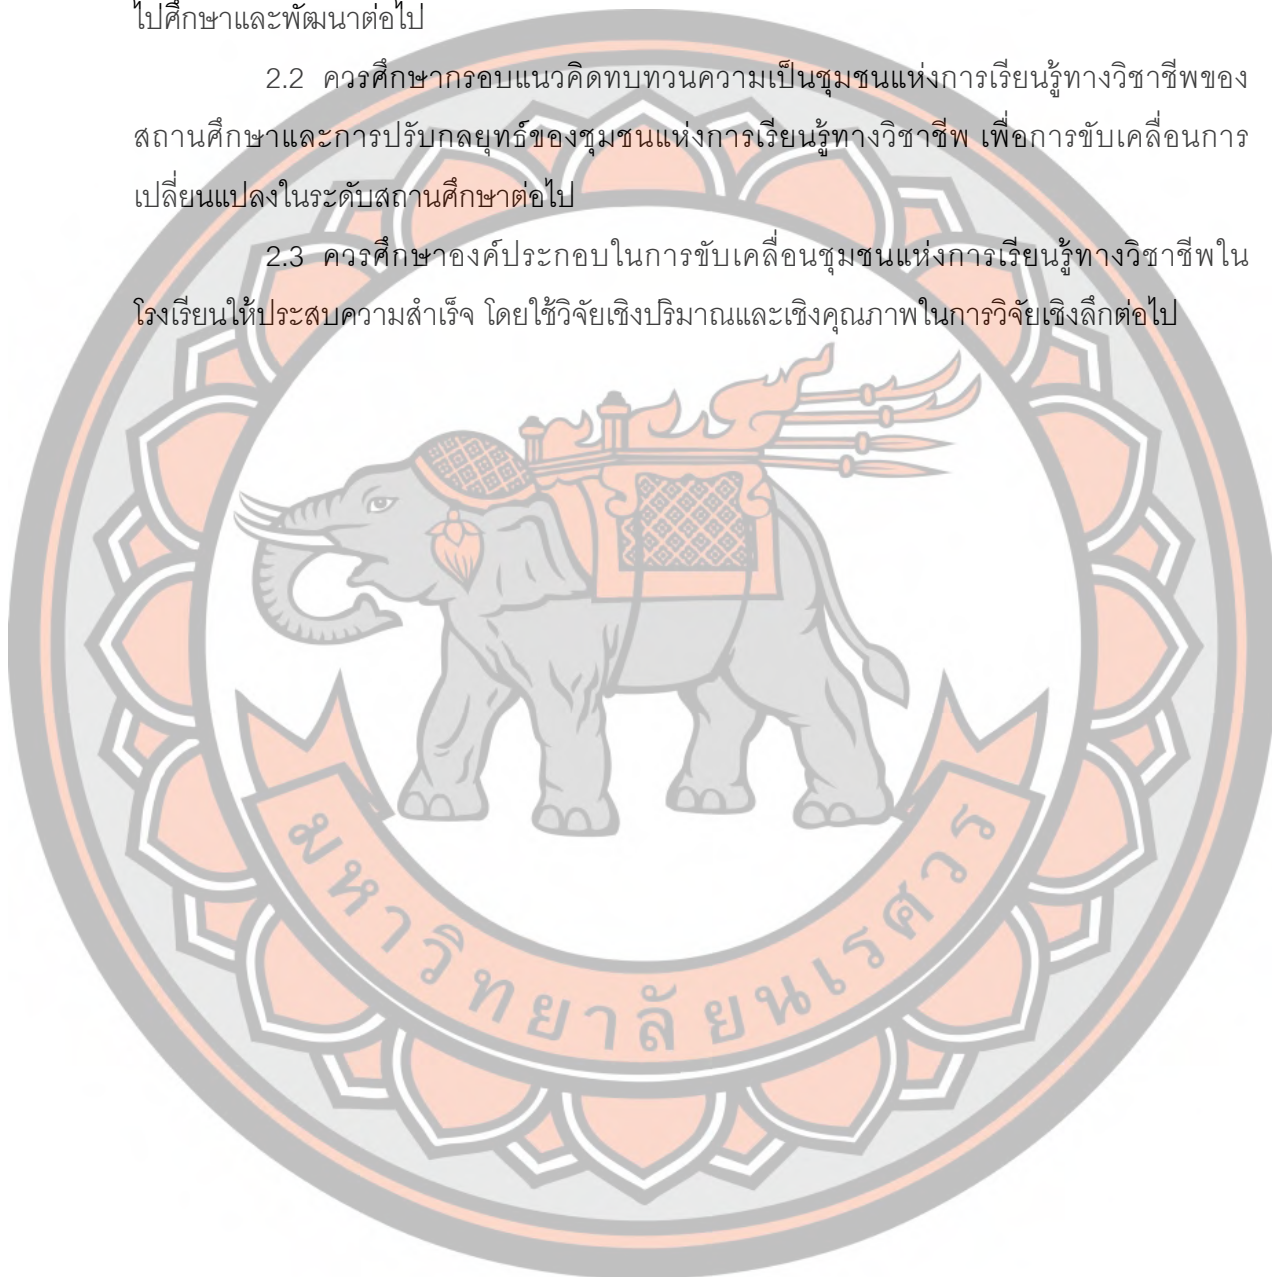 ไปศึกษาและพัฒนาต่อไป
2.2 ควรศึกษากรอบแนวคิดทบทวนความเป็นชุมชนแห่งการเรียนรู้ทางวิชาชีพของ
สถานศึกษาและการปรับกลยุทธ์ของชุมชนแห่งการเรียนรู้ทางวิชาชีพ เพื่อการขับเคลื่อนการ
เปลี่ยนแปลงในระดับสถานศึกษาต่อไป
2.3 ควรศึกษาองค์ประกอบในการขับเคลื่อนชุมชนแห่งการเรียนรู้ทางวิชาชีพใน
โรงเรียนให้ประสบความสำเร็จ โดยใช้วิจัยเชิงปริมาณและเชิงคุณภาพในการวิจัยเชิงลึกต่อไป
มหาวิทยาลัยนเรศวร